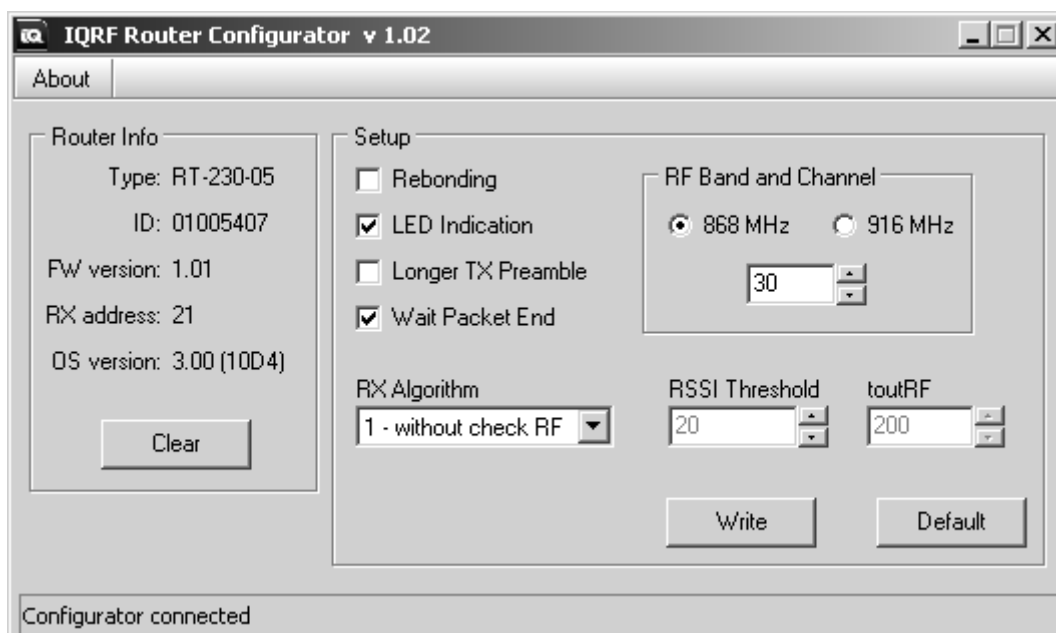 IQ IQRF Router Configurator v 1.02
About
Router Info
Type: RT-230-05
ID: 01005407
FW version: 1.01
RX address: 21
OS version: 3.00 (10D4)
Clear
Setup
Rebonding
LED Indication
Longer TX Preamble
Wait Packet End
RF Band and Channel
868 MHz 916 MHz
30
RX Algorithm
1 - without check RF
RSSI Threshold
20
toutRF
200
Write
Default
Configurator connected